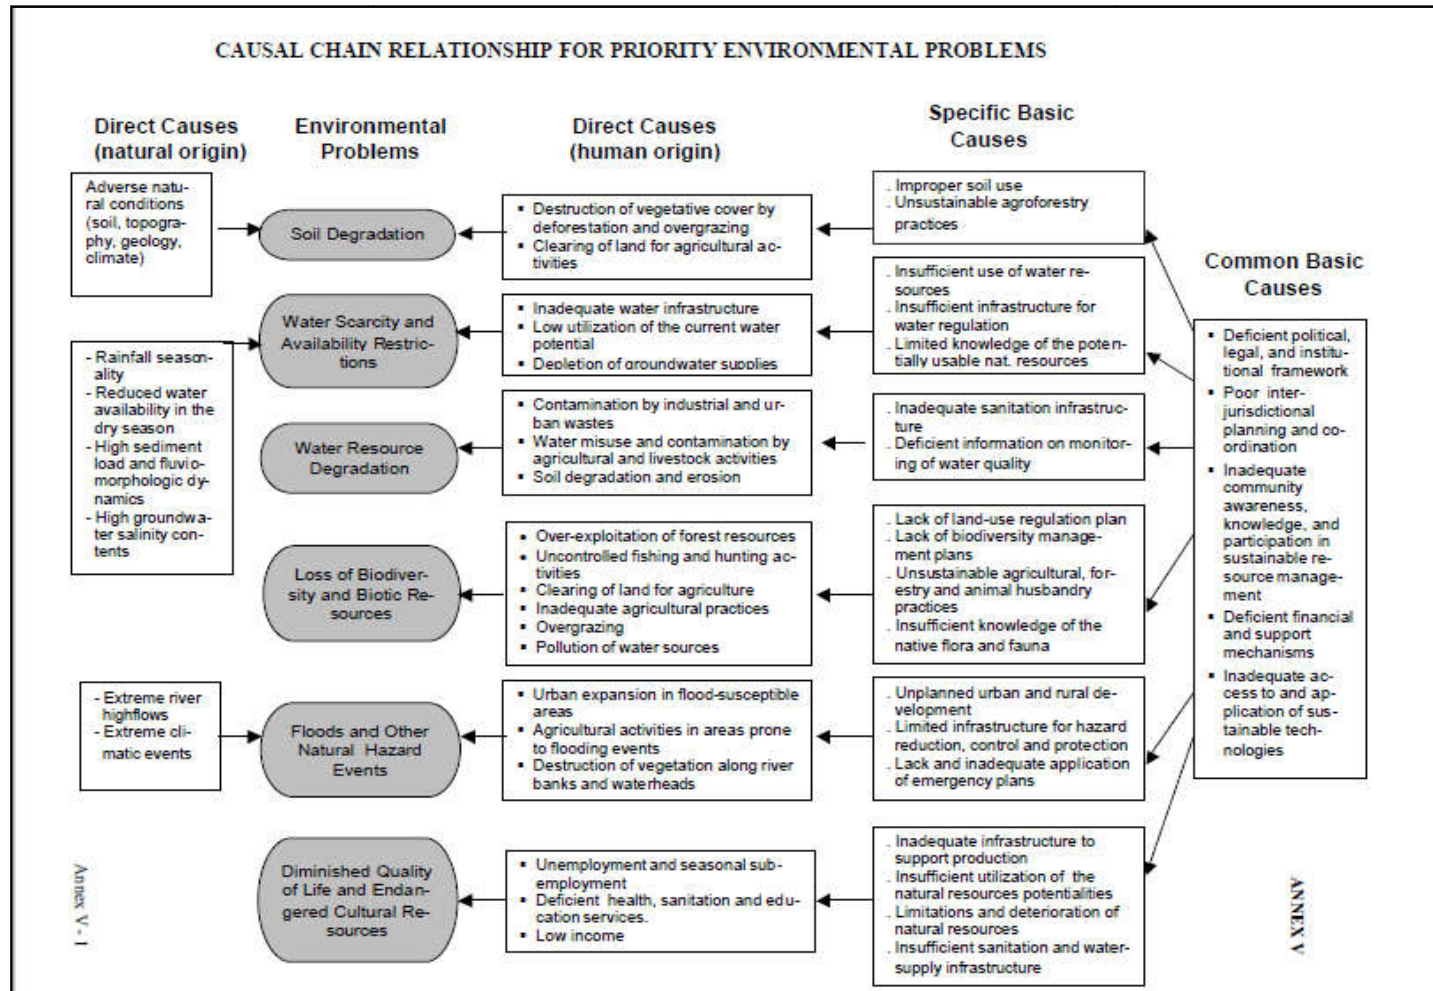 CAUSAL CHAIN RELATIONSHIP FOR PRIORITY ENVIRONMENTAL PROBLEMS
Direct Causes
(natural origin)
Environmental
Problems
Direct Causes
(human origin)
Specific Basic
Causes
Common Basic
Causes
Adverse natu-
ral conditions
(soil, topogra-
phy, geology,
climate)
Soil Degradation
▪ Destruction of vegetative cover by
deforestation and overgrazing
▪ Clearing of land for agricultural ac-
tivities
. Improper soil use
. Unsustainable agroforestry
practices
- Rainfall season-
ality
- Reduced water
availability in the
dry season
- High sediment
load and fluvio-
morphologic dy-
namics
- High groundwa-
ter salinity con-
tents
Water Scarcity and
Availability Restric-
tions
▪ Inadequate water infrastructure
▪ Low utilization of the current water
potential
▪ Depletion of groundwater supplies
. Insufficient use of water re-
sources
. Insufficient infrastructure for
water regulation
. Limited knowledge of the poten-
tially usable nat. resources
Water Resource
Degradation
▪ Contamination by industrial and ur-
ban wastes
▪ Water misuse and contamination by
agricultural and livestock activities
▪ Soil degradation and erosion
. Inadequate sanitation infrastruc-
ture
. Deficient information on monitor-
ing of water quality
Loss of Biodiver-
sity and Biotic Re-
sources
▪ Over-exploitation of forest resources
▪ Uncontrolled fishing and hunting ac-
tivities
▪ Clearing of land for agriculture
▪ Inadequate agricultural practices
▪ Overgrazing
▪ Pollution of water sources
. Lack of land-use regulation plan
. Lack of biodiversity manage-
ment plans
. Unsustainable agricultural, for-
estry and animal husbandry
practices
. Insufficient knowledge of the
native flora and fauna
- Extreme river
highflows
- Extreme cli-
matic events
Floods and Other
Natural Hazard
Events
▪ Urban expansion in flood-susceptible
areas
▪ Agricultural activities in areas prone
to flooding events
▪ Destruction of vegetation along river
banks and waterheads
. Unplanned urban and rural de-
velopment
. Limited infrastructure for hazard
reduction, control and protection
. Lack and inadequate application
of emergency plans
Diminished Quality
of Life and Endan-
gered Cultural Re-
sources
▪ Unemployment and seasonal sub-
employment
▪ Deficient health, sanitation and edu-
cation services.
▪ Low income
. Inadequate infrastructure to
support production
. Insufficient utilization of the
natural resources potentialities
. Limitations and deterioration of
natural resources
. Insufficient sanitation and water-
supply infrastructure
▪ Deficient political,
legal, and institu-
tional framework
▪ Poor inter-
jurisdictional
planning and co-
ordination
▪ Inadequate
community
awareness,
knowledge, and
participation in
sustainable re-
source manage-
ment
▪ Deficient financial
and support
mechanisms
▪ Inadequate ac-
cess to and ap-
plication of sus-
tainable tech-
nologies
Annex V - 1
ANNEX V